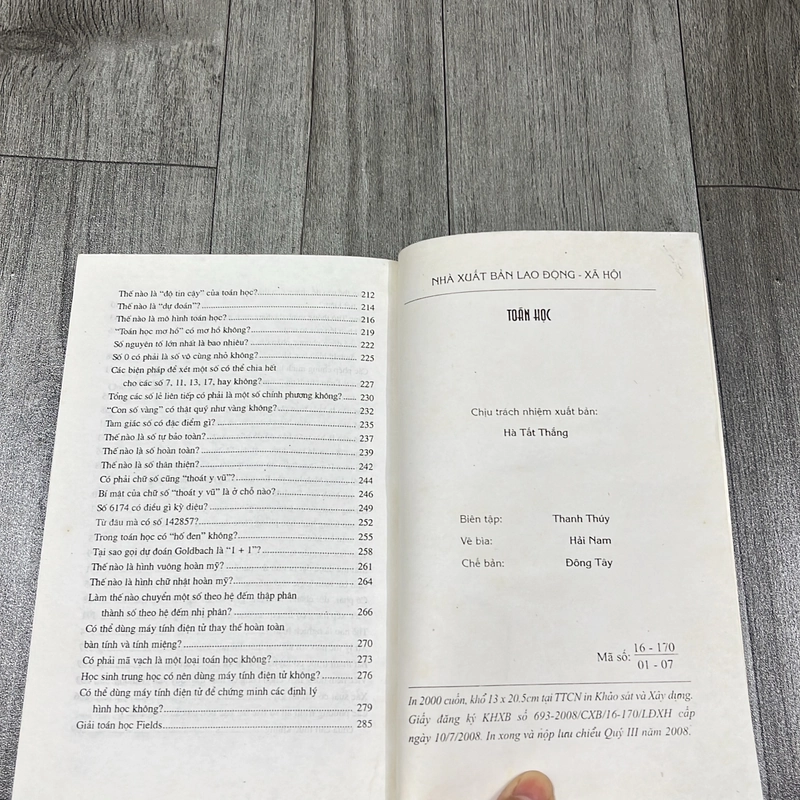 Thế nào là “độ tin cậy” của toán học? 212
Thế nào là “dự đoán”? 214
Thế nào là mô hình toán học? 216
“Toán học mơ hồ” có mơ hồ không? 219
Số nguyên tố lớn nhất là bao nhiêu? 222
Số 0 có phải là số vô cùng nhỏ không? 225
Các biện pháp để xét một số có thể chia hết
cho các số 7, 11, 13, 17, hay không? 227
Tổng các số lẻ liên tiếp có phải là một số chính phương không? 230
“Con số vàng” có thật quý như vàng không? 232
Tam giác số có đặc điểm gì? 235
Thế nào là số tự bảo toàn? 237
Thế nào là số hoàn toàn? 239
Thế nào là số thân thiện? 242
Có phải chữ số cũng “thoát y vũ”? 244
Bí mật của chữ số “thoát y vũ” là ở chỗ nào? 246
Số 6174 có điều gì kỳ diệu? 249
Từ đâu mà có số 142857? 252
Trong toán học có “hố đen” không? 255
Tại sao gọi dự đoán Goldbach là “1 + 1”? 258
Thế nào là hình vuông hoàn mỹ? 261
Thế nào là hình chữ nhật hoàn mỹ? 264
Làm thế nào chuyển một số theo hệ đếm thập phân
thành số theo hệ đếm nhị phân? 266
Có thể dùng máy tính điện tử thay thế hoàn toàn
bàn tính và tính miệng? 270
Có phải mã vạch là một loại toán học không? 273
Học sinh trung học có nên dùng máy tính điện tử không? 276
Có thể dùng máy tính điện tử để chứng minh các định lý
hình học không? 279
Giải toán học Fields 285
NHÀ XUẤT BẢN LAO ĐỘNG - XÃ HỘI
TOÁN HỌC
Chịu trách nhiệm xuất bản:
Hà Tất Thắng
Biên tập: Thanh Thúy
Vẽ bìa: Hải Nam
Chế bản: Đông Tây
Mã số: 16 - 170
01 - 07
In 2000 cuốn, khổ 13 x 20.5cm tại TTCN in Khảo sát và Xây dựng.
Giấy đăng ký KHXB số 693-2008/CXB/16-170/LĐXH cấp
ngày 10/7/2008. In xong và nộp lưu chiểu Quý III năm 2008.